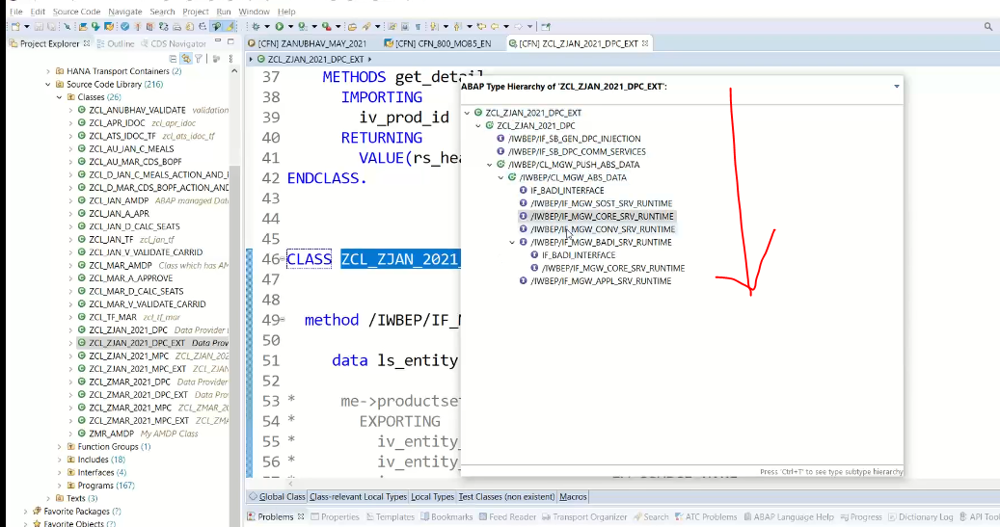 File Edit Source Code Navigate Search Project Run Window Help
Project Explorer Outline CDS Navigator
HANA Transport Containers (2)
Source Code Library (216)
Classes (26)
ZCL_ANUBHAV_VALIDATE validation
ZCL_APR_IDOC zcl_apr_idoc
ZCL_ATS_IDOC_TF zcl_ats_idoc_tf
ZCL_AU_JAN_C_MEALS
ZCL_AU_MAR_CDS_BOPF
ZCL_D_JAN_C_MEALS_ACTION_AND_
ZCL_D_MAR_CDS_BOPF_ACTION_AND_
ZCL_JAN_AMDP ABAP managed Data
ZCL_JAN_A_APR
ZCL_JAN_D_CALC_SEATS
ZCL_JAN_TF zcl_jan_tf
ZCL_JAN_V_VALIDATE_CARRID
ZCL_MAR_AMDP Class which has AM
ZCL_MAR_A_APPROVE
ZCL_MAR_D_CALC_SEATS
ZCL_MAR_V_VALIDATE_CARRID
ZCL_TF_MAR zcl_tf_mar
ZCL_ZJAN_2021_DPC Data Provider
ZCL_ZJAN_2021_DPC_EXT Data Prov
ZCL_ZJAN_2021_MPC ZCL_ZJAN_20
ZCL_ZJAN_2021_MPC_EXT ZCL_ZJAN
ZCL_ZMAR_2021_DPC Data Provider
ZCL_ZMAR_2021_DPC_EXT Data Pro
ZCL_ZMAR_2021_MPC ZCL_ZMAR_2
ZCL_ZMAR_2021_MPC_EXT ZCL_ZMA
ZMR_AMDP My AMDP Class
Function Groups (1)
Includes (18)
Interfaces (4)
Programs (167)
Texts (3)
Favorite Packages (?)
Favorite Objects (?)
[CFN] ZANUBHAV_MAY_2021 [CFN] CFN_800_MOB5_EN [CFN] ZCL_ZJAN_2021_DPC_EXT
ZCL_ZJAN_2021_DPC_EXT
37 METHODS get_detail
38 IMPORTING
39 iv_prod_id
40 RETURNING
41 VALUE(rs_hea
42 ENDCLASS.
43
44
45
46 CLASS ZCL_ZJAN_2021_
47
48
49 method /IWBEP/IF_M
50
51 data ls_entity
52
53 * me->productset
54 * EXPORTING
55 * iv_entity_
56 * iv_entity_
ABAP Type Hierarchy of 'ZCL_ZJAN_2021_DPC_EXT':
ZCL_ZJAN_2021_DPC_EXT
ZCL_ZJAN_2021_DPC
/IWBEP/IF_SB_GEN_DPC_INJECTION
/IWBEP/IF_SB_DPC_COMM_SERVICES
/IWBEP/CL_MGW_PUSH_ABS_DATA
/IWBEP/CL_MGW_ABS_DATA
IF_BADI_INTERFACE
/IWBEP/IF_MGW_SOST_SRV_RUNTIME
/IWBEP/IF_MGW_CORE_SRV_RUNTIME
/IWBEP/IF_MGW_CONV_SRV_RUNTIME
/IWBEP/IF_MGW_BADI_SRV_RUNTIME
IF_BADI_INTERFACE
/IWBEP/IF_MGW_CORE_SRV_RUNTIME
/IWBEP/IF_MGW_APPL_SRV_RUNTIME
Press 'Ctrl+T' to see type subtype hierarchy
Global Class Class-relevant Local Types Local Types Test Classes (non existent) Macros
Problems Properties Templates Bookmarks Feed Reader Transport Organizer Search ATC Problems ABAP Language Help Progress Dictionary Log API Too